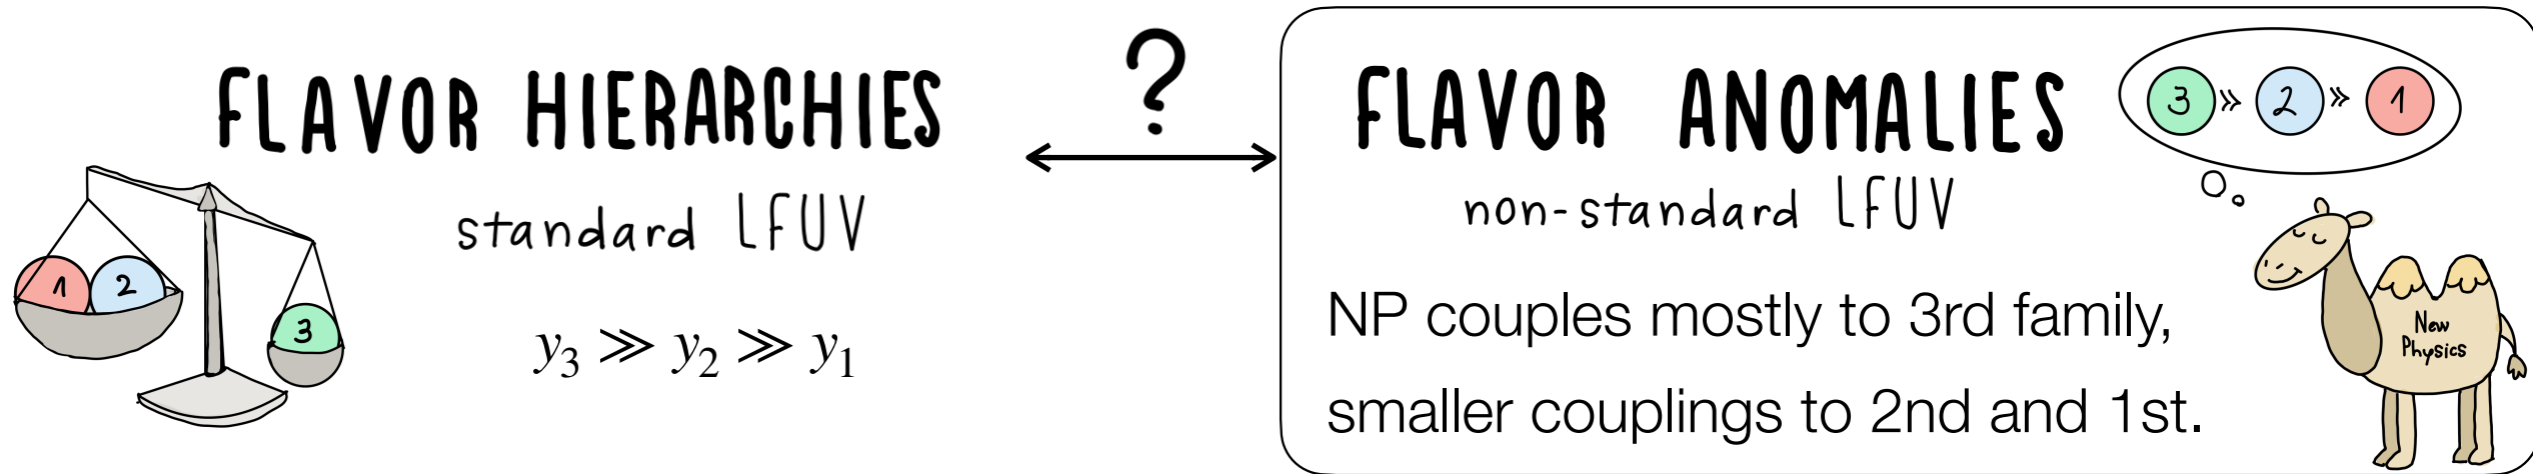 FLAVOR HIERARCHIES
standard LFUV
1 2 3
y₃ ≫ y₂ ≫ y₁
?
FLAVOR ANOMALIES
non-standard LFUV
3 ≫ 2 ≫ 1
NP couples mostly to 3rd family,
smaller couplings to 2nd and 1st.
New
Physics